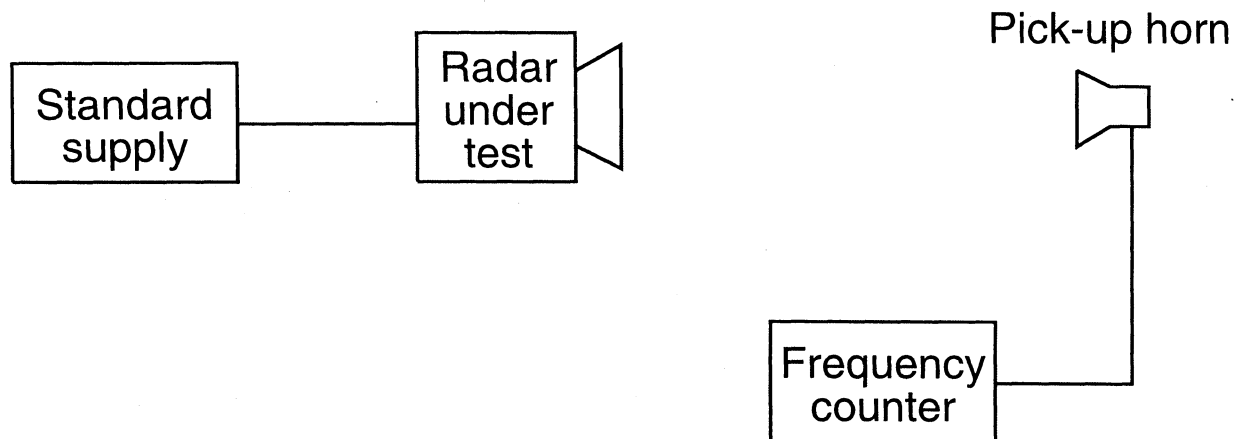 Pick-up horn
Standard
supply
Radar
under
test
Frequency
counter